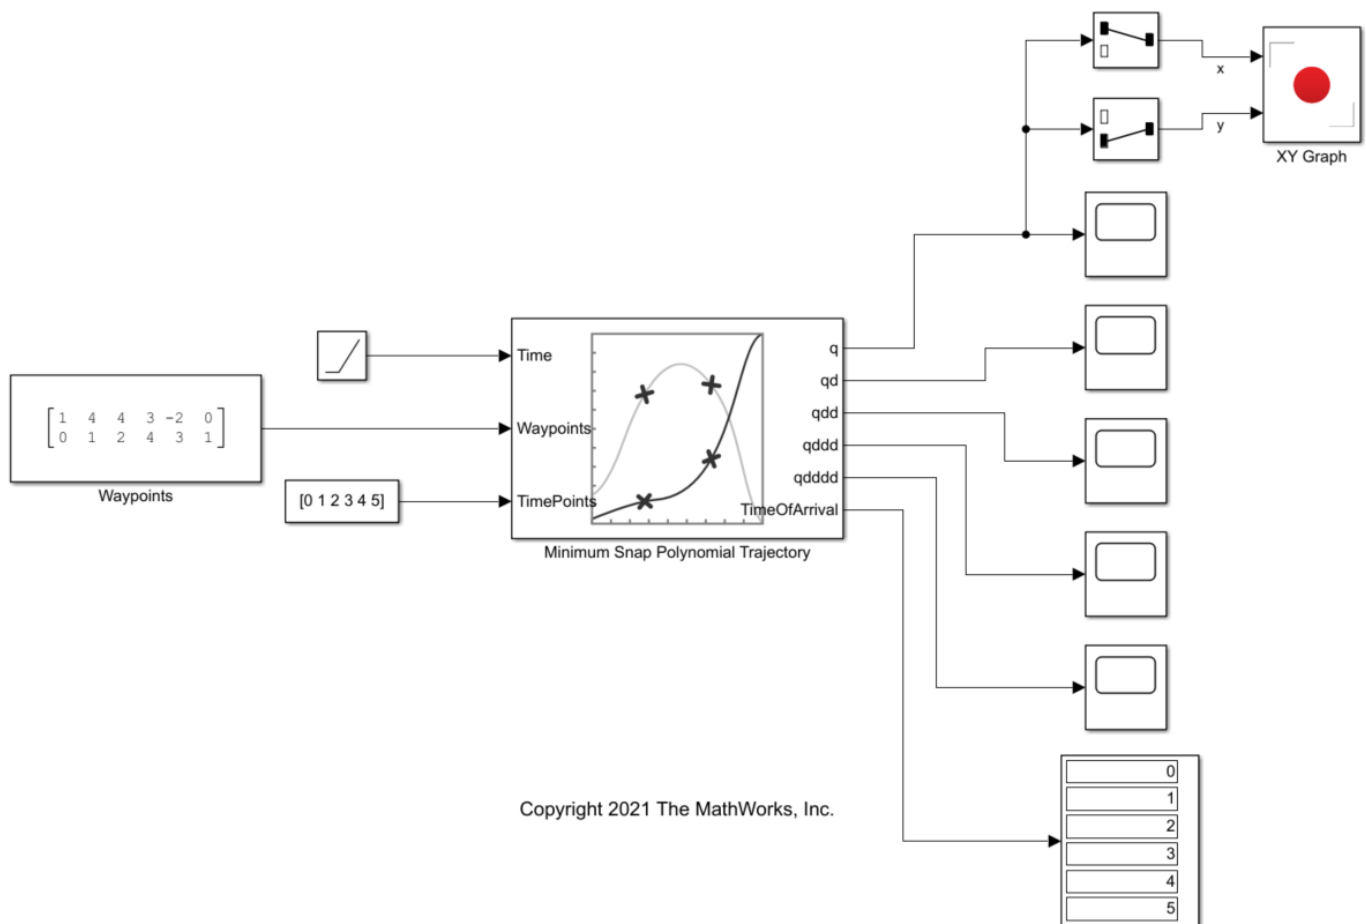 x
y
XY Graph
1 4 4 3 -2 0
0 1 2 4 3 1
Waypoints
[0 1 2 3 4 5]
Time
Waypoints
TimePoints
q
qd
qdd
qddd
qdddd
TimeOfArrival
Minimum Snap Polynomial Trajectory
0
1
2
3
4
5
Copyright 2021 The MathWorks, Inc.